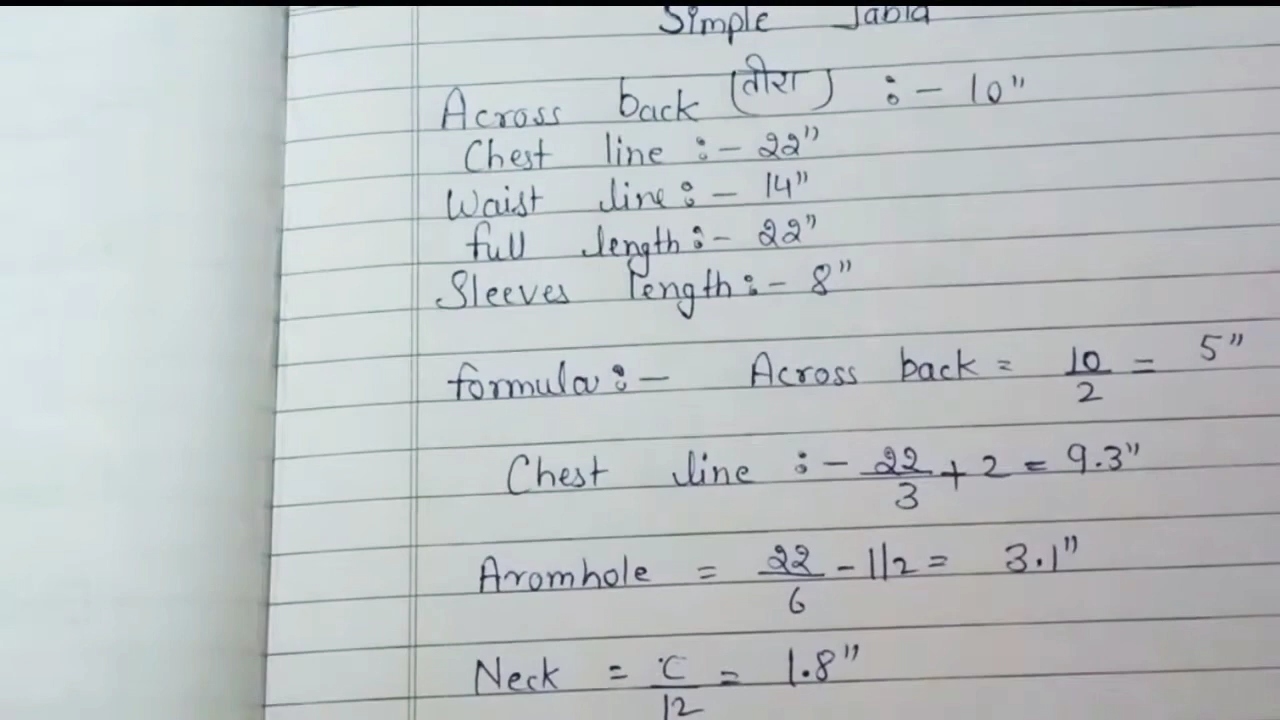 Simple Jabla
Across back (तीरा) :- 10"
Chest line :- 22"
Waist line :- 14"
full length :- 22"
Sleeves length :- 8"
formula :- Across back = 10/2 = 5"
Chest line :- 22/3 + 2 = 9.3"
Aromhole = 22/6 - 1/2 = 3.1"
Neck = C/12 = 1.8"